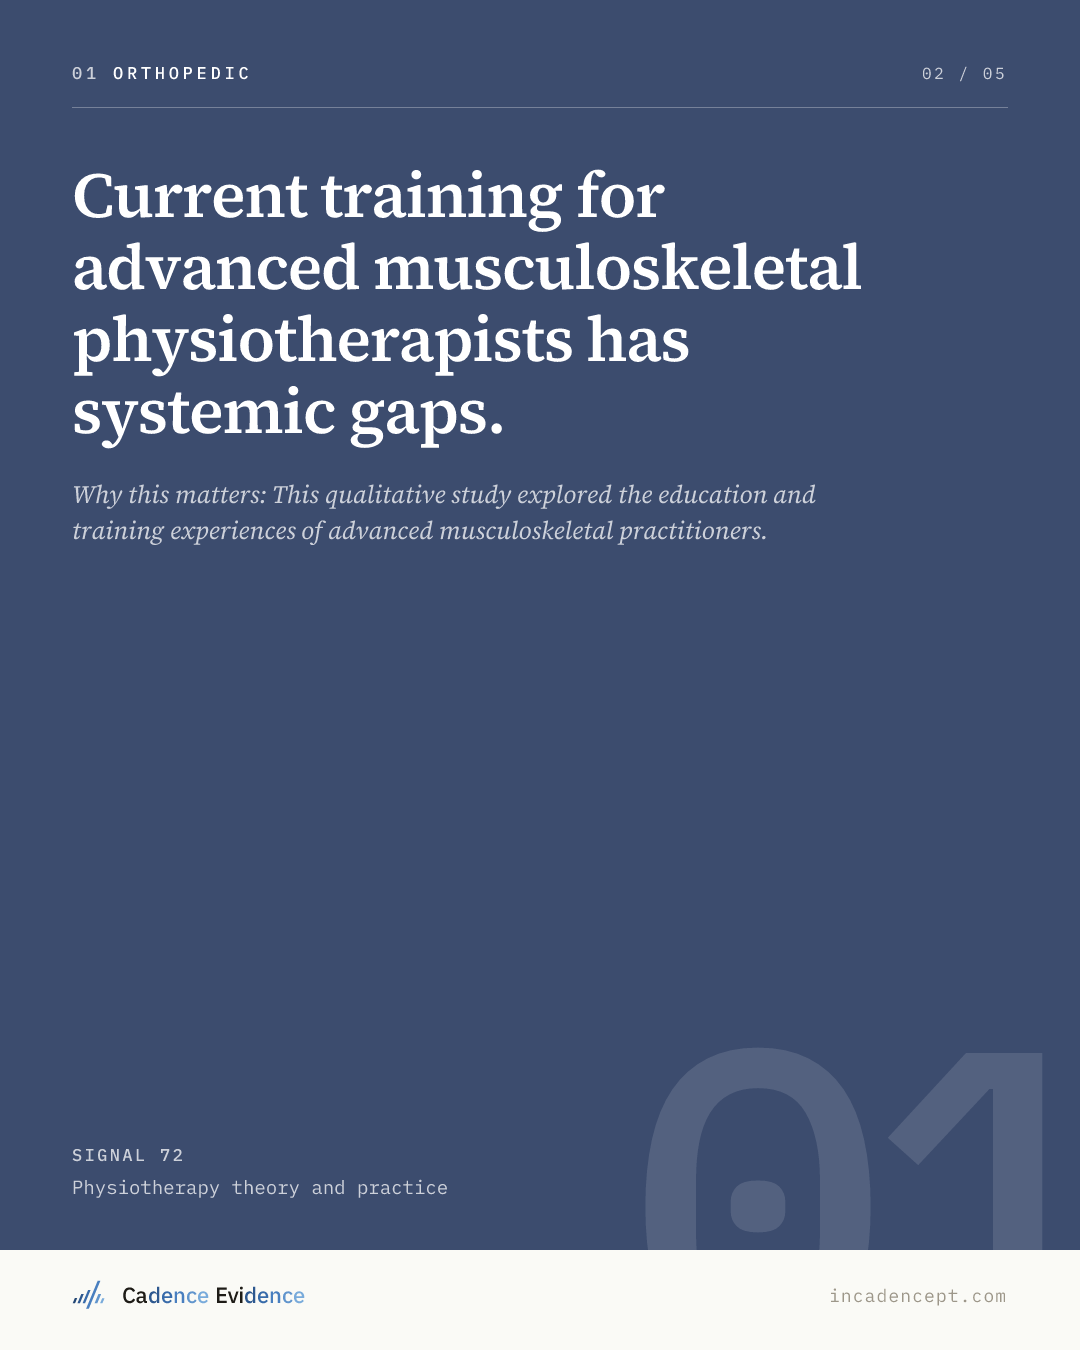 01 ORTHOPEDIC
02 / 05
Current training for
advanced musculoskeletal
physiotherapists has
systemic gaps.
Why this matters: This qualitative study explored the education and
training experiences of advanced musculoskeletal practitioners.
01
SIGNAL 72
Physiotherapy theory and practice
Cadence Evidence
incadencept.com